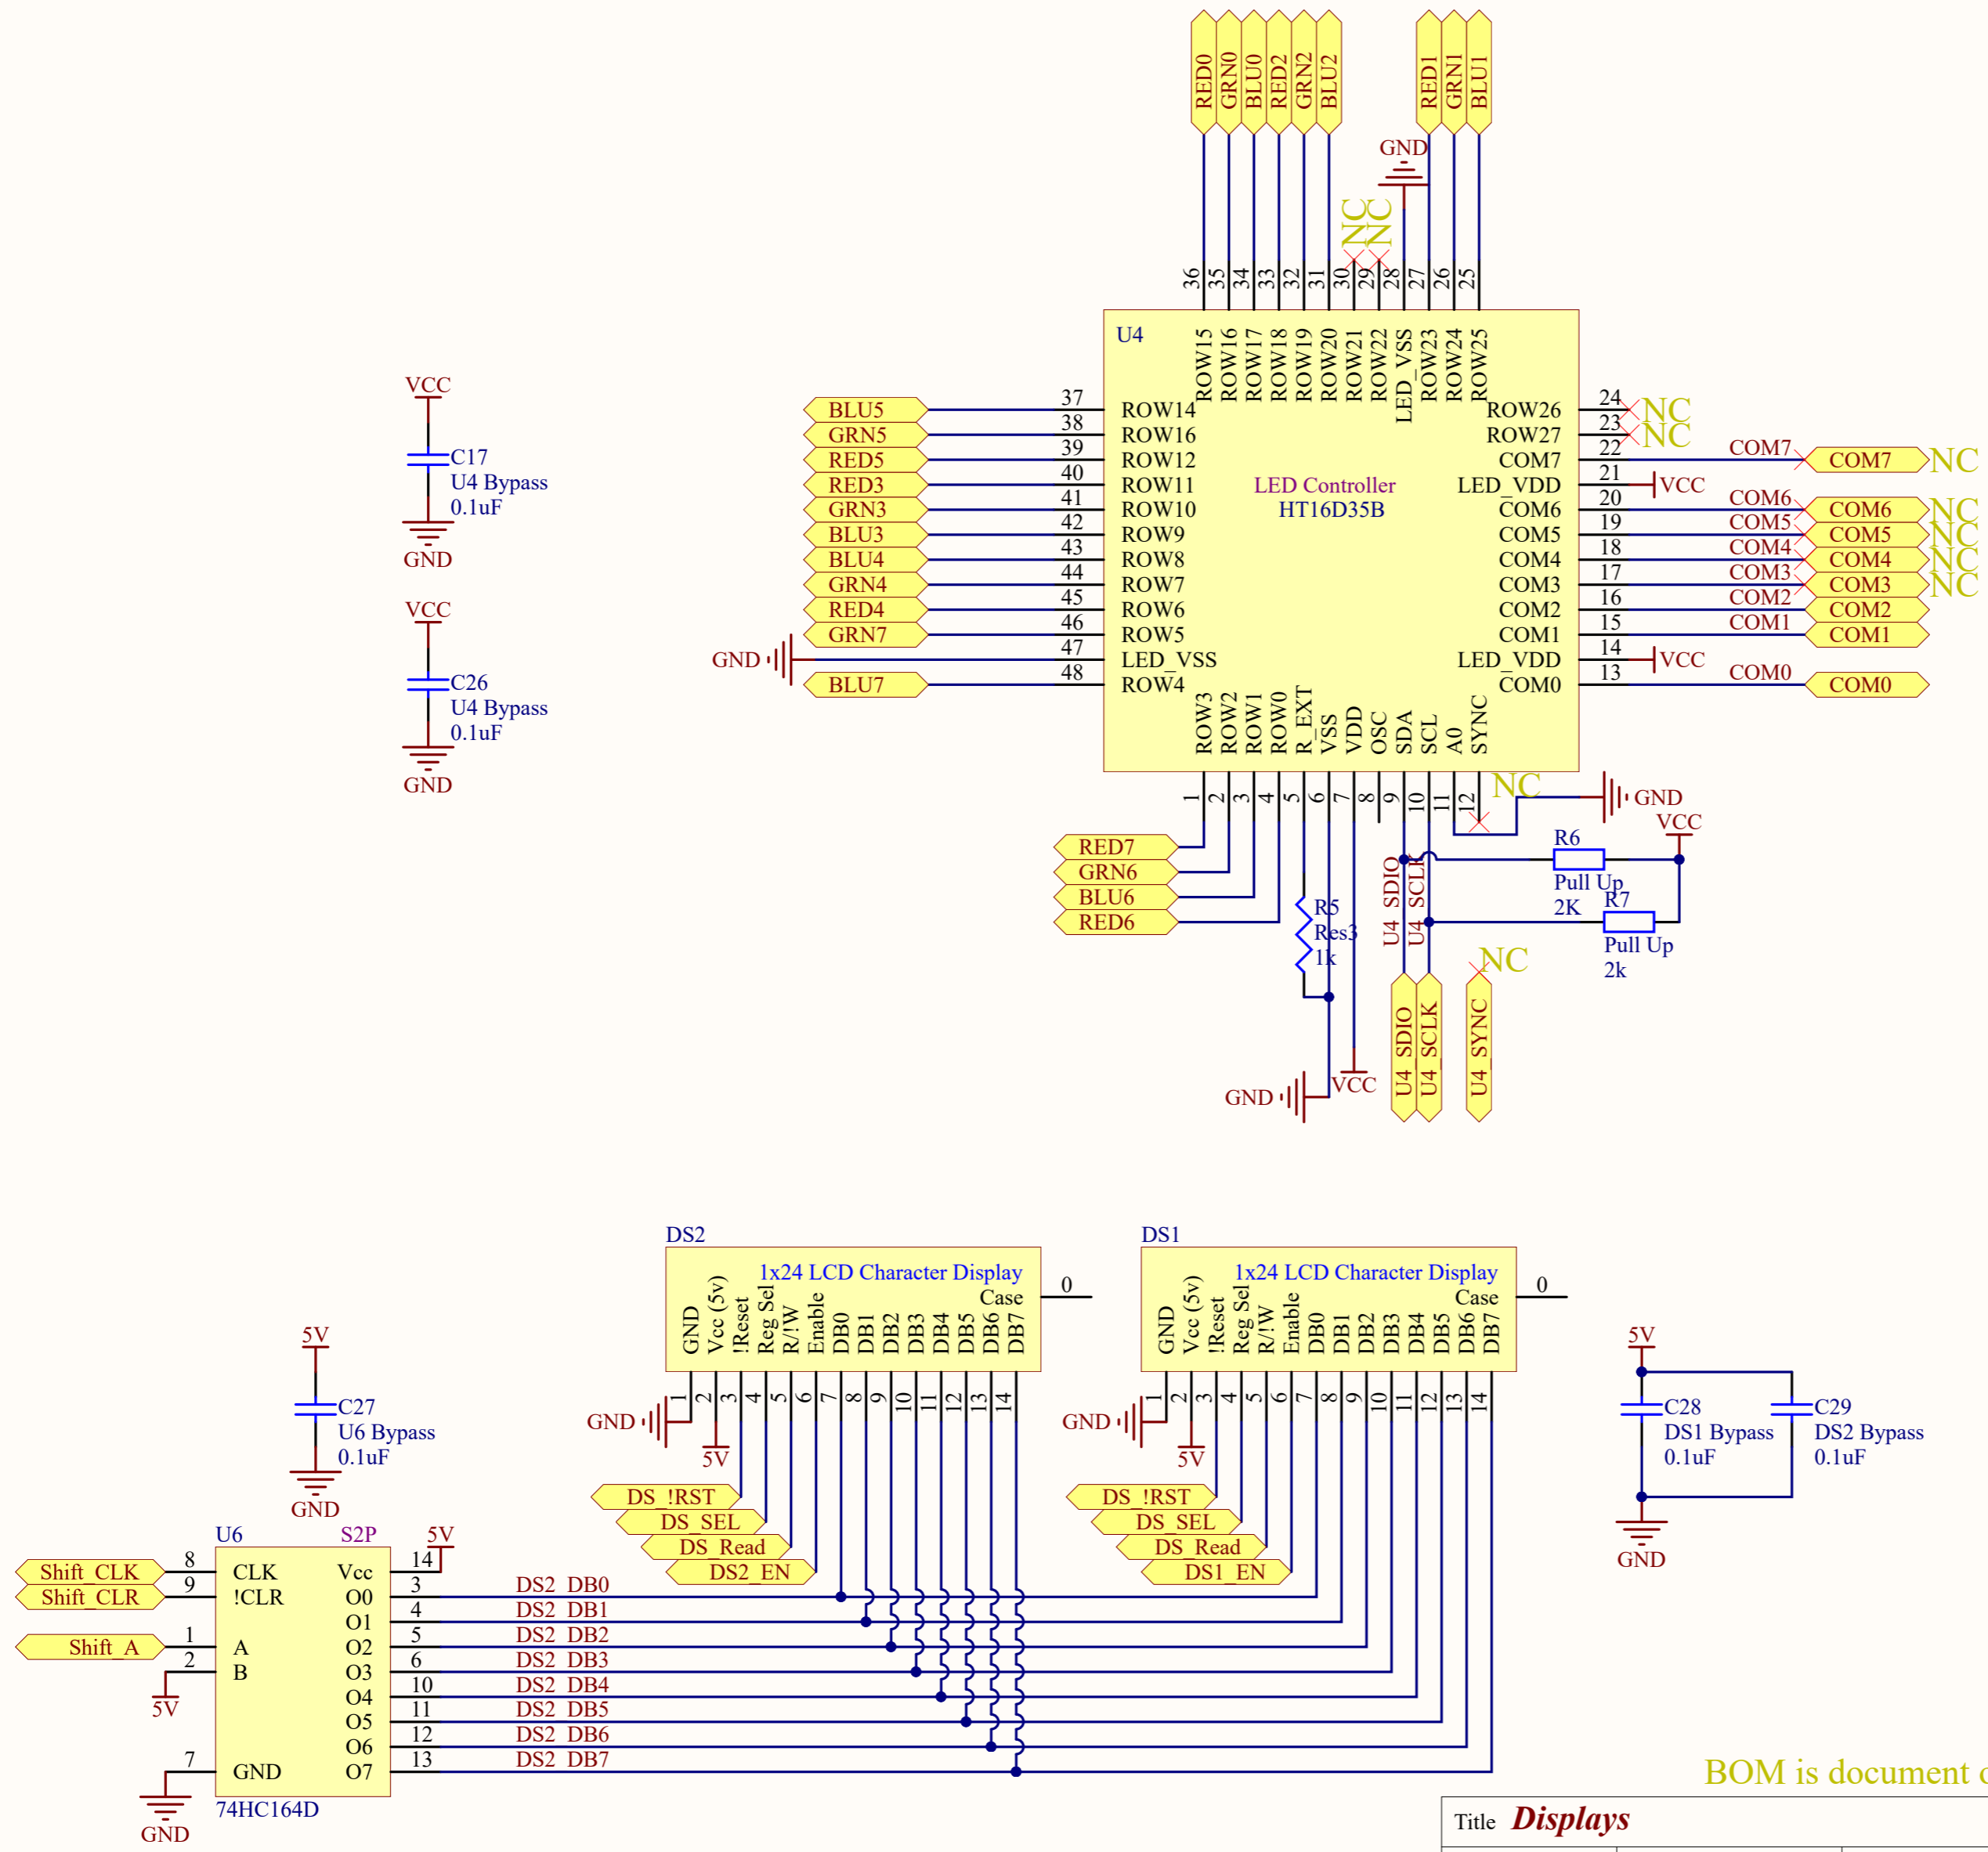 RED0
GRN0
BLU0
RED2
GRN2
BLU2
RED1
GRN1
BLU1
GND
NC
NC
36
35
34
33
32
31
30
29
28
27
26
25
U4
ROW15
ROW16
ROW17
ROW18
ROW19
ROW20
ROW21
ROW22
LED_VSS
ROW23
ROW24
ROW25
LED Controller
HT16D35B
BLU5 37 ROW14
GRN5 38 ROW16
RED5 39 ROW12
RED3 40 ROW11
GRN3 41 ROW10
BLU3 42 ROW9
BLU4 43 ROW8
GRN4 44 ROW7
RED4 45 ROW6
GRN7 46 ROW5
GND 47 LED_VSS
BLU7 48 ROW4
ROW26 24 NC
ROW27 23 NC
COM7 22 COM7 COM7 NC
LED_VDD 21 VCC
COM6 20 COM6 COM6 NC
COM5 19 COM5 COM5 NC
COM4 18 COM4 COM4 NC
COM3 17 COM3 COM3 NC
COM2 16 COM2 COM2
COM1 15 COM1 COM1
LED_VDD 14 VCC
COM0 13 COM0 COM0
ROW3
ROW2
ROW1
ROW0
R_EXT
VSS
VDD
OSC
SDA
SCL
A0
SYNC
1
2
3
4
5
6
7
8
9
10
11
12
NC
GND
VCC
RED7
GRN6
BLU6
RED6
R5
Res3
1k
U4_SDIO
U4_SCLK
R6
Pull Up
2K
R7
Pull Up
2k
NC
U4_SDIO
U4_SCLK
U4_SYNC
VCC
GND
VCC
C17
U4 Bypass
0.1uF
GND
VCC
C26
U4 Bypass
0.1uF
GND
DS2
1x24 LCD Character Display
Case
0
GND
Vcc (5v)
!Reset
Reg Sel
R/!W
Enable
DB0
DB1
DB2
DB3
DB4
DB5
DB6
DB7
1
2
3
4
5
6
7
8
9
10
11
12
13
14
GND
5V
DS_!RST
DS_SEL
DS_Read
DS2_EN
DS1
1x24 LCD Character Display
Case
0
GND
Vcc (5v)
!Reset
Reg Sel
R/!W
Enable
DB0
DB1
DB2
DB3
DB4
DB5
DB6
DB7
1
2
3
4
5
6
7
8
9
10
11
12
13
14
GND
5V
DS_!RST
DS_SEL
DS_Read
DS1_EN
5V
C28
DS1 Bypass
0.1uF
C29
DS2 Bypass
0.1uF
GND
5V
C27
U6 Bypass
0.1uF
GND
U6 S2P
5V
Shift_CLK 8 CLK
Shift_CLR 9 !CLR
Shift_A 1 A
2 B
5V
7 GND
GND
Vcc 14
O0 3 DS2_DB0
O1 4 DS2_DB1
O2 5 DS2_DB2
O3 6 DS2_DB3
O4 10 DS2_DB4
O5 11 DS2_DB5
O6 12 DS2_DB6
O7 13 DS2_DB7
74HC164D
BOM is document
Title Displays